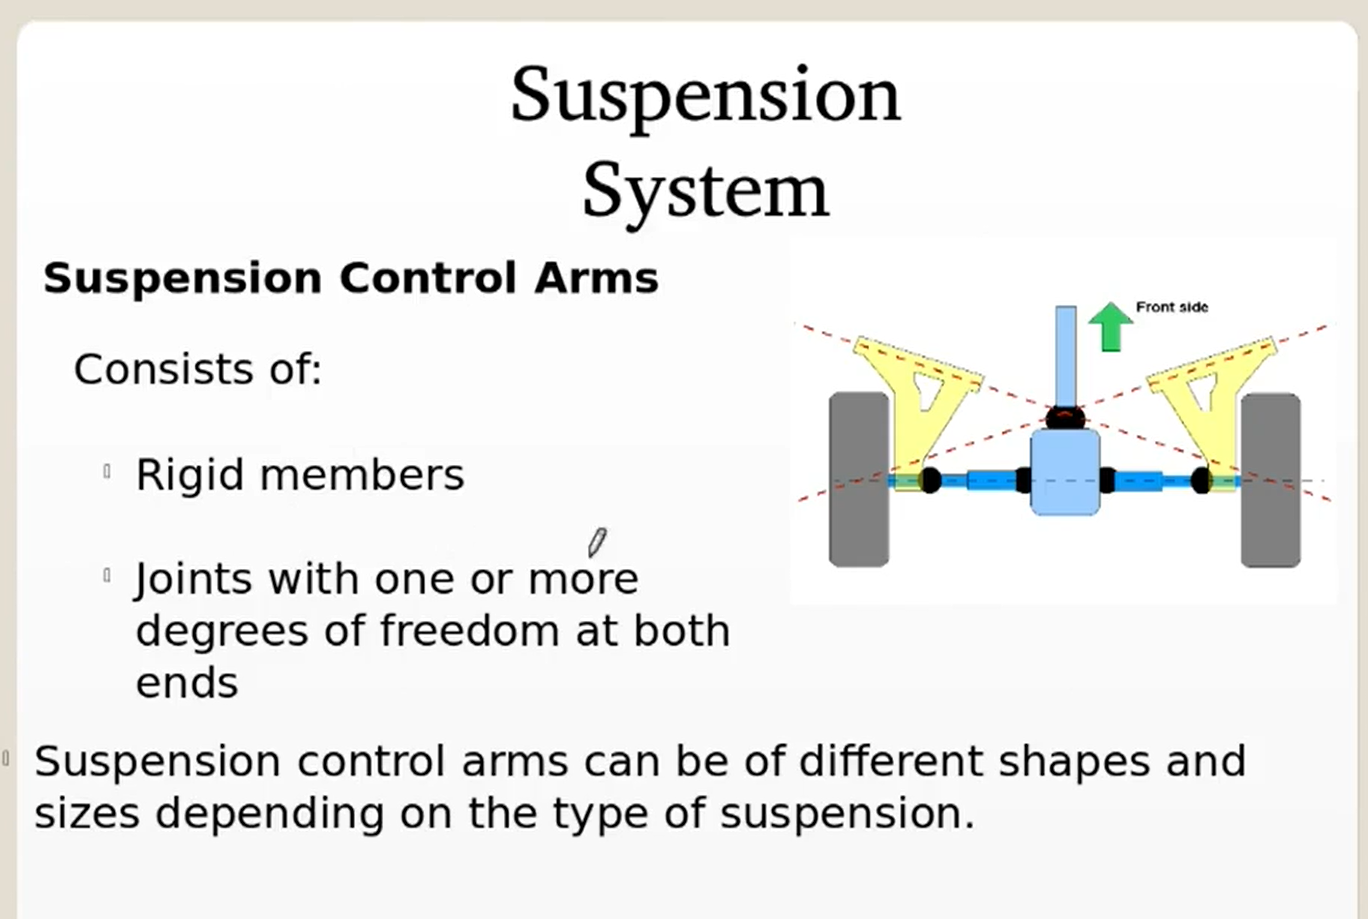 Suspension
System
Suspension Control Arms
Front side
Consists of:
Rigid members
Joints with one or more
degrees of freedom at both
ends
Suspension control arms can be of different shapes and
sizes depending on the type of suspension.